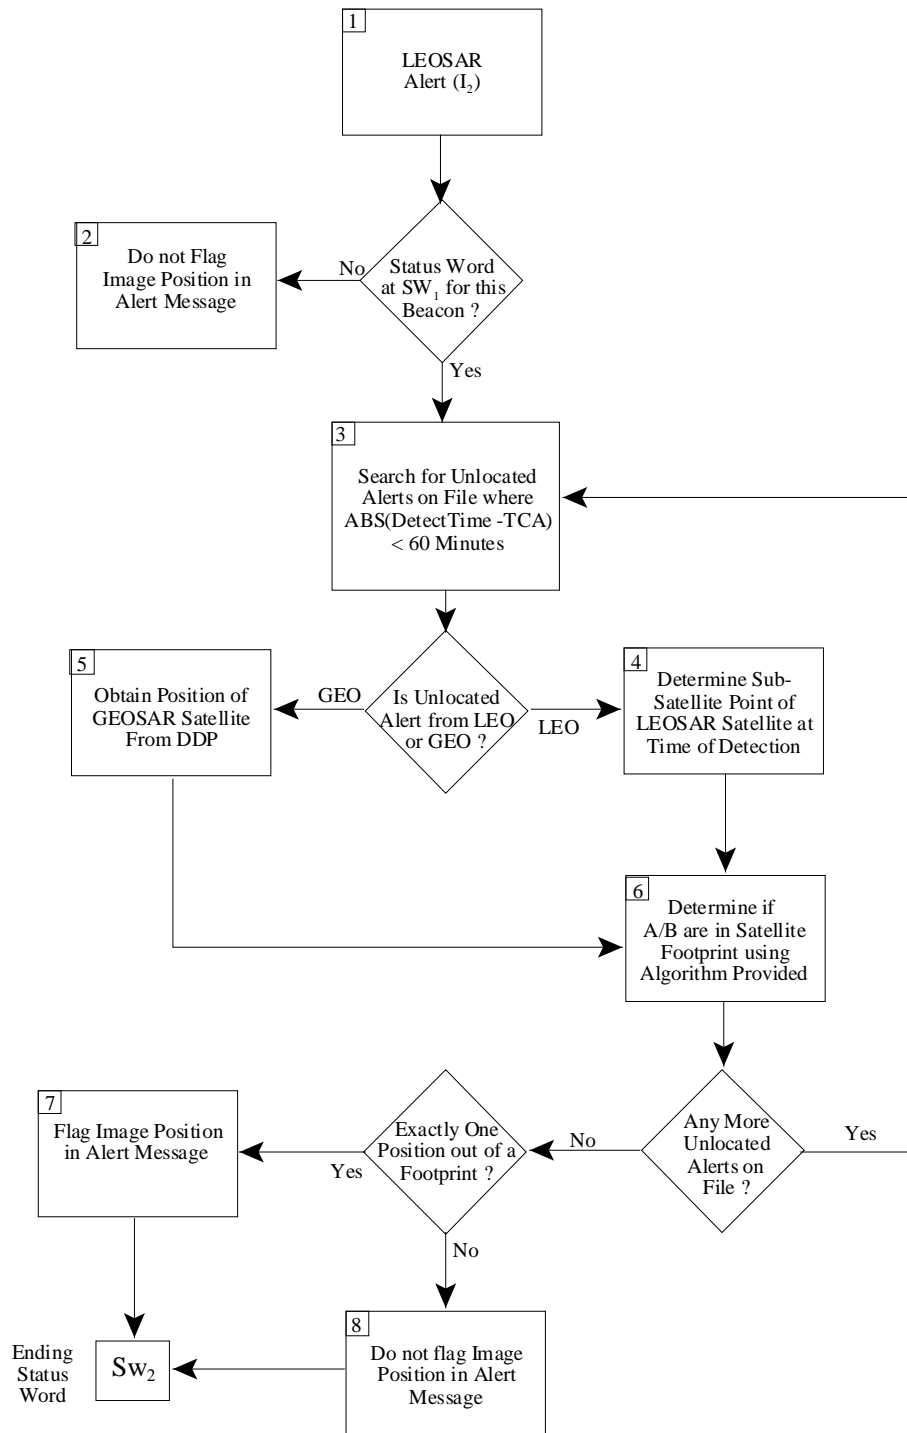 1
LEOSAR
Alert (I₂)
2
Do not Flag
Image Position in
Alert Message
No
Status Word
at SW₁ for this
Beacon ?
Yes
3
Search for Unlocated
Alerts on File where
ABS(DetectTime -TCA)
< 60 Minutes
5
Obtain Position of
GEOSAR Satellite
From DDP
GEO
Is Unlocated
Alert from LEO
or GEO ?
LEO
4
Determine Sub-
Satellite Point of
LEOSAR Satellite at
Time of Detection
6
Determine if
A/B are in Satellite
Footprint using
Algorithm Provided
7
Flag Image Position
in Alert Message
Yes
Exactly One
Position out of a
Footprint ?
No
Any More
Unlocated
Alerts on
File ?
Yes
No
8
Do not flag Image
Position in Alert
Message
Ending
Status
Word
Sw₂